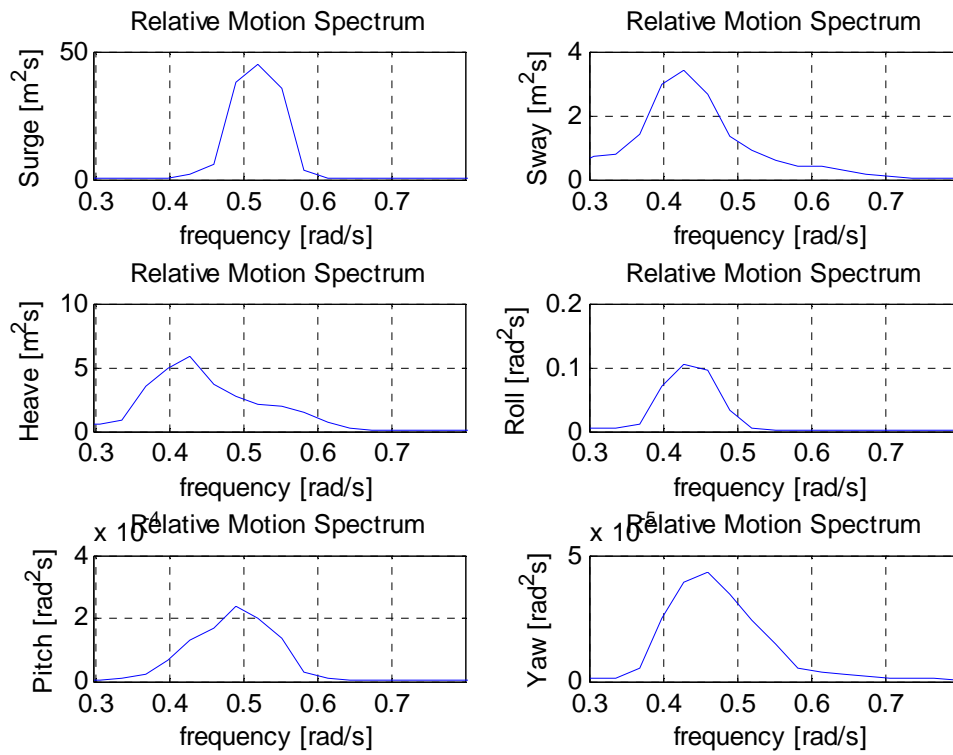 Relative Motion Spectrum
Surge [m²s]
50
0
0.3 0.4 0.5 0.6 0.7
frequency [rad/s]
Relative Motion Spectrum
Sway [m²s]
4
2
0
0.3 0.4 0.5 0.6 0.7
frequency [rad/s]
Relative Motion Spectrum
Heave [m²s]
10
5
0
0.3 0.4 0.5 0.6 0.7
frequency [rad/s]
Relative Motion Spectrum
Roll [rad²s]
0.2
0.1
0
0.3 0.4 0.5 0.6 0.7
frequency [rad/s]
Relative Motion Spectrum
x 10⁻⁴
Pitch [rad²s]
4
2
0
0.3 0.4 0.5 0.6 0.7
frequency [rad/s]
Relative Motion Spectrum
x 10⁻⁵
Yaw [rad²s]
5
0
0.3 0.4 0.5 0.6 0.7
frequency [rad/s]